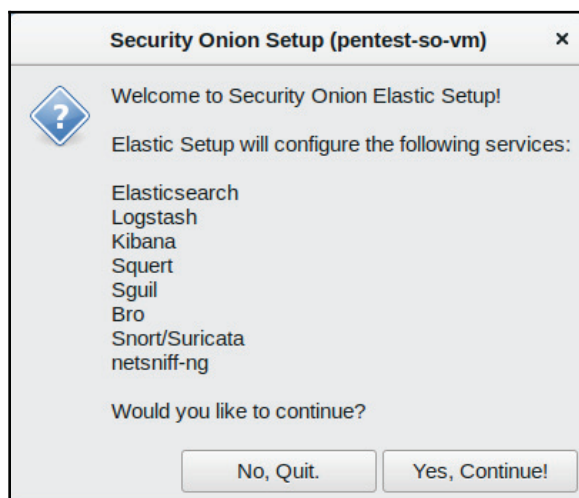 Security Onion Setup (pentest-so-vm) ×
Welcome to Security Onion Elastic Setup!
Elastic Setup will configure the following services:
Elasticsearch
Logstash
Kibana
Squert
Sguil
Bro
Snort/Suricata
netsniff-ng
Would you like to continue?
No, Quit. Yes, Continue!